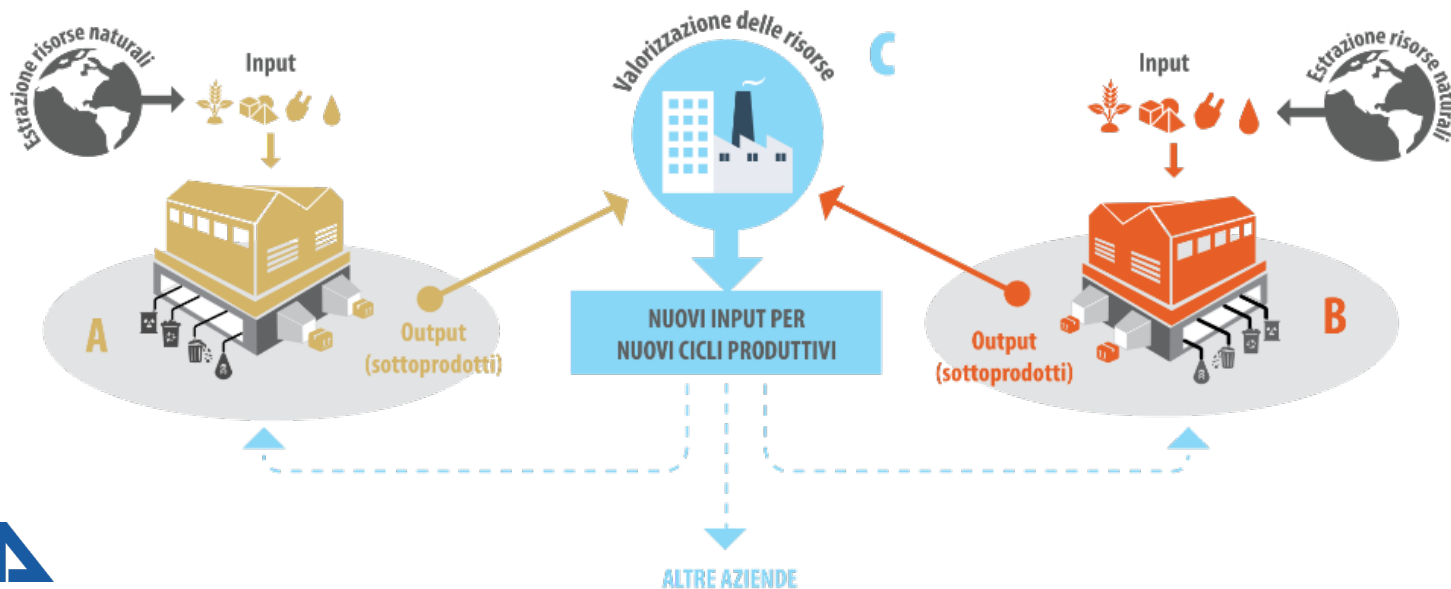 Estrazione risorse naturali
Input
Valorizzazione delle risorse
C
Input
Estrazione risorse naturali
A
Output
(sottoprodotti)
NUOVI INPUT PER
NUOVI CICLI PRODUTTIVI
Output
(sottoprodotti)
B
ALTRE AZIENDE